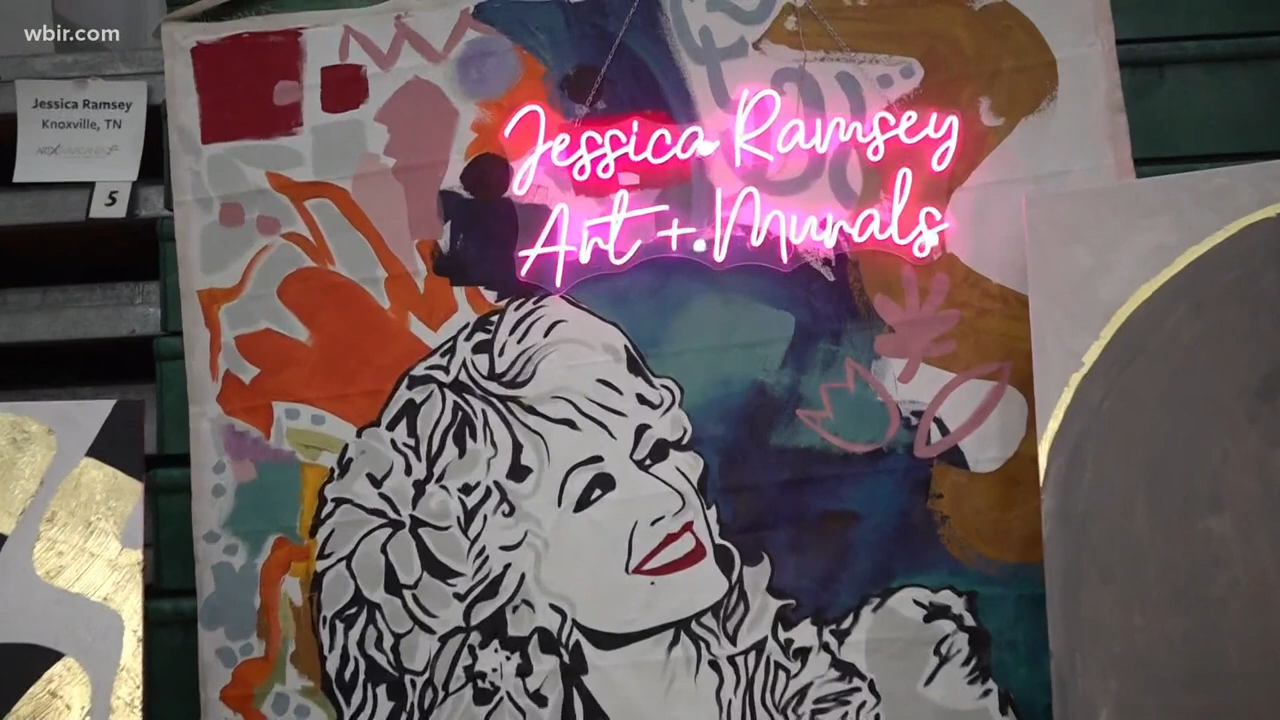 wbir.com
Jessica Ramsey
Knoxville, TN
5
Jessica Ramsey
Art + Murals